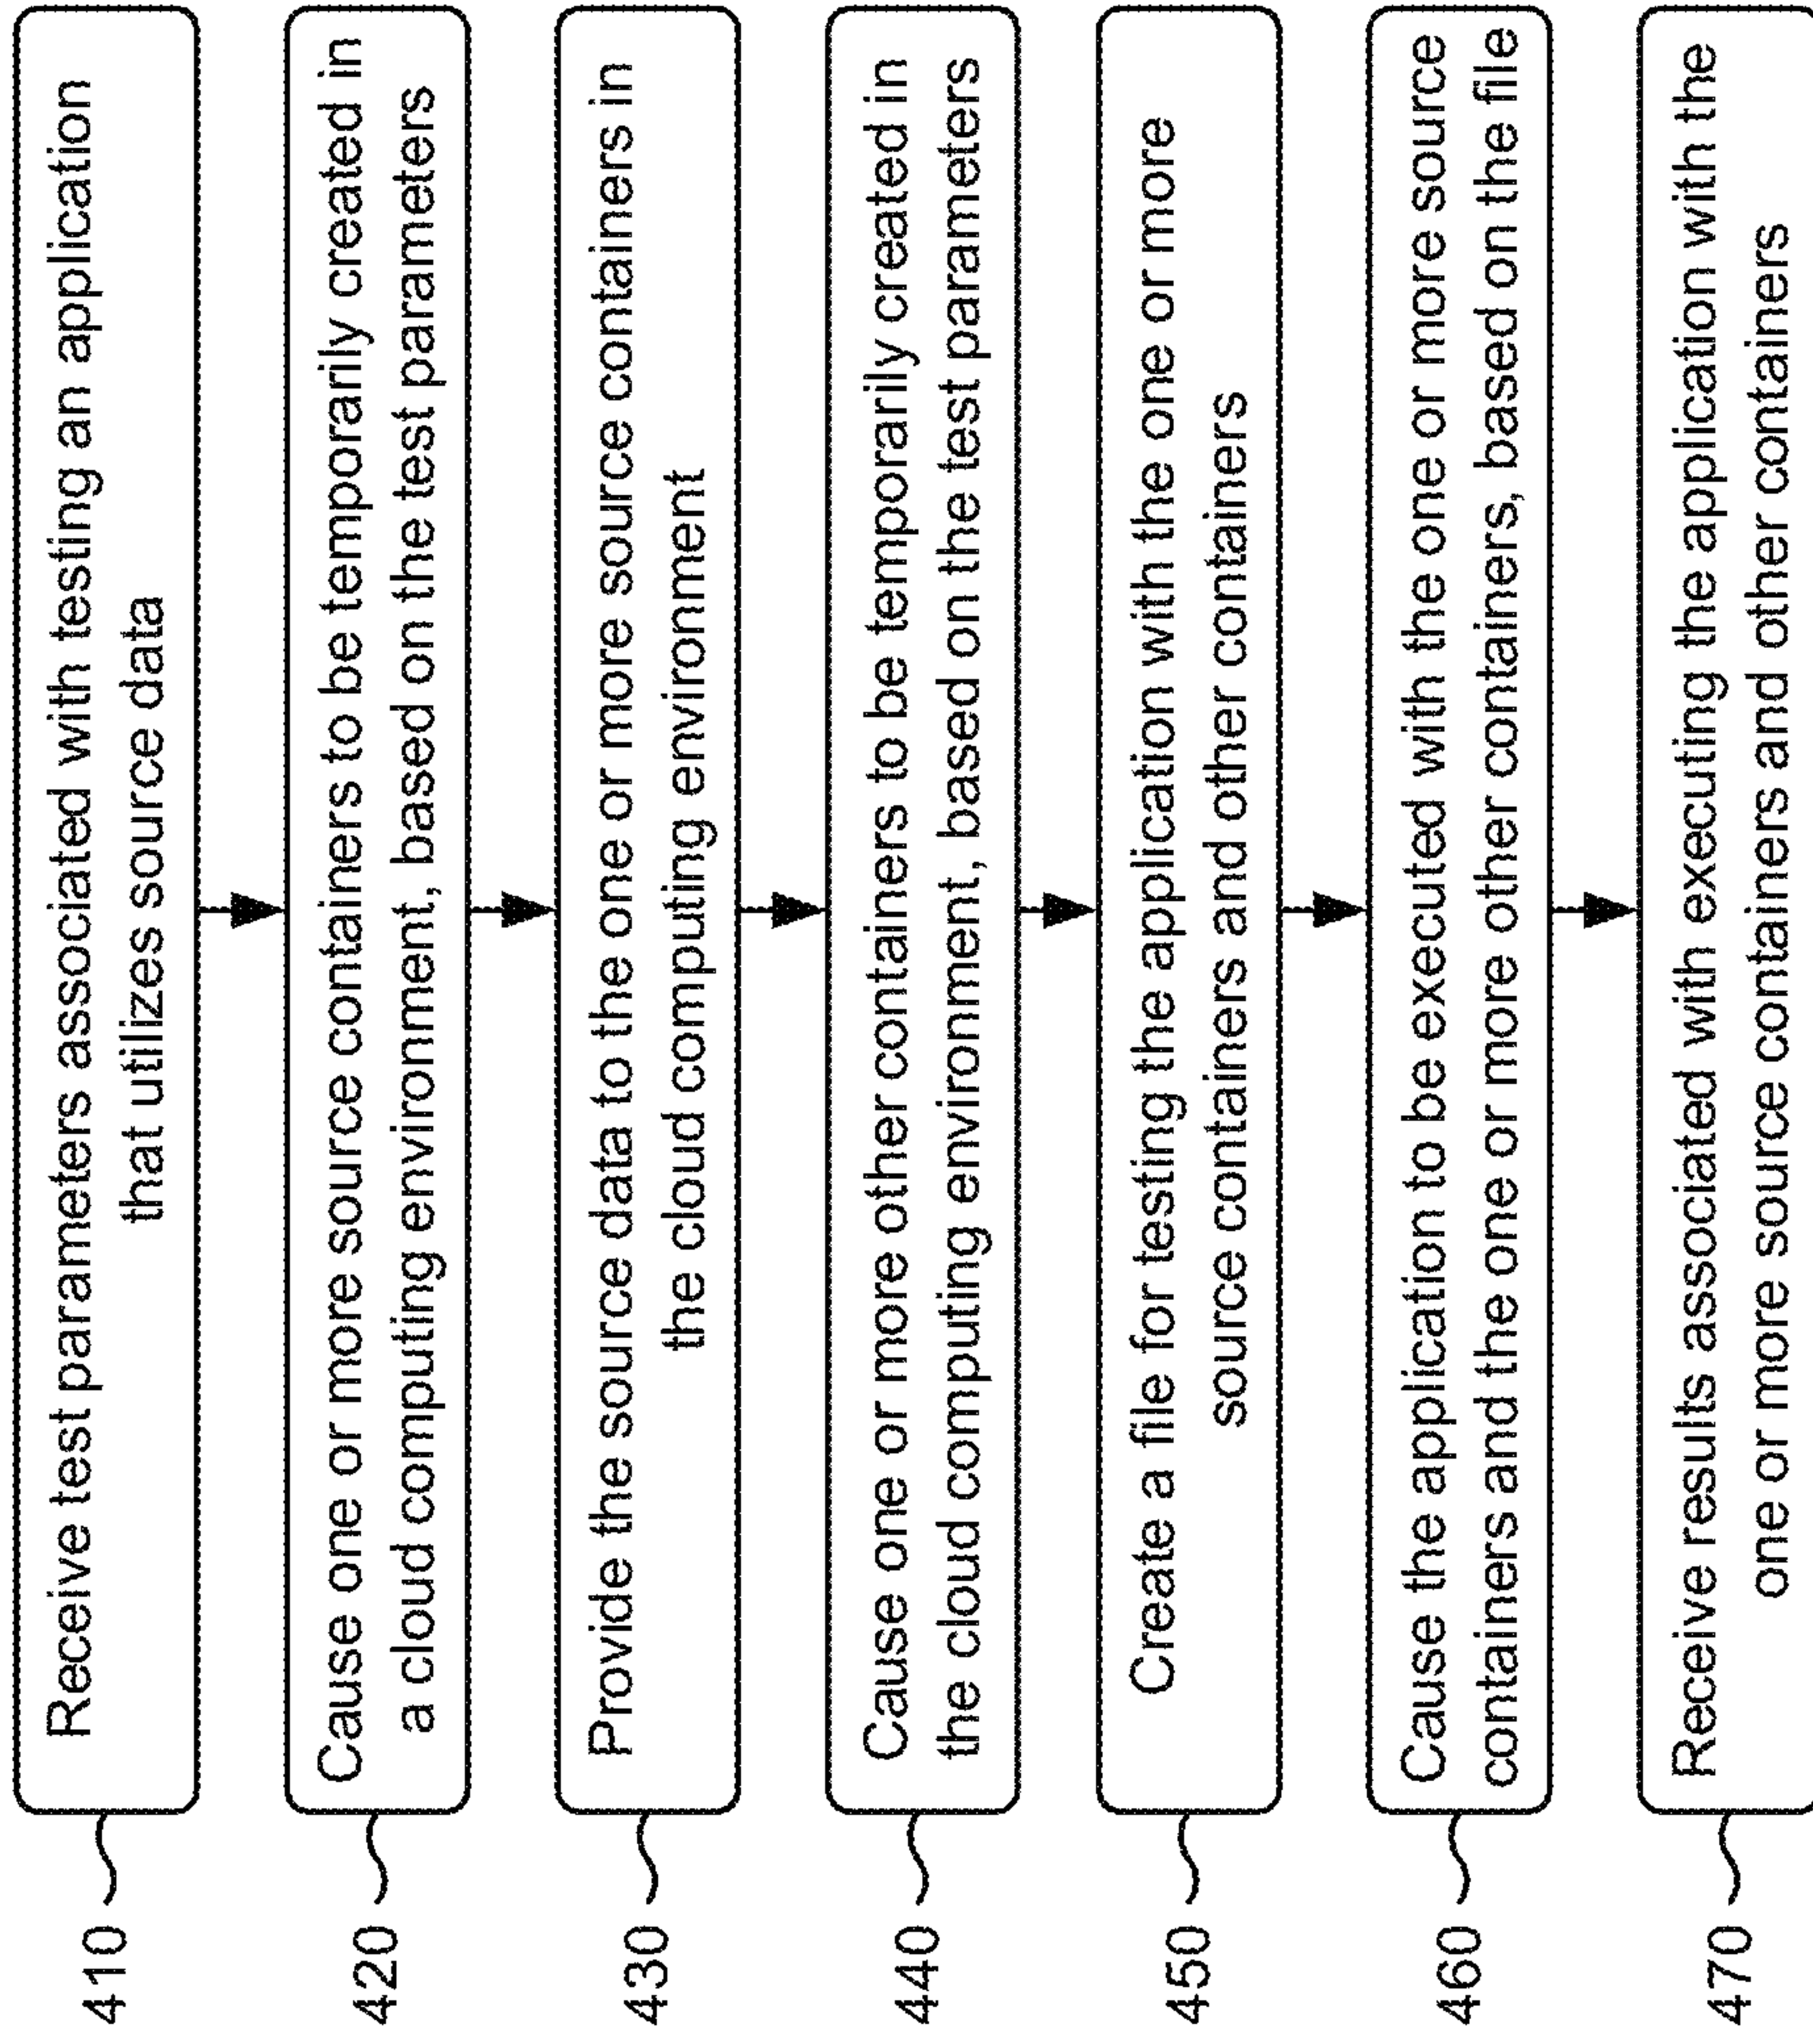 410
Receive test parameters associated with testing an application
that utilizes source data
420
Cause one or more source containers to be temporarily created in
a cloud computing environment, based on the test parameters
430
Provide the source data to the one or more source containers in
the cloud computing environment
440
Cause one or more other containers to be temporarily created in
the cloud computing environment, based on the test parameters
450
Create a file for testing the application with the one or more
source containers and other containers
460
Cause the application to be executed with the one or more source
containers and the one or more other containers, based on the file
470
Receive results associated with executing the application with the
one or more source containers and other containers